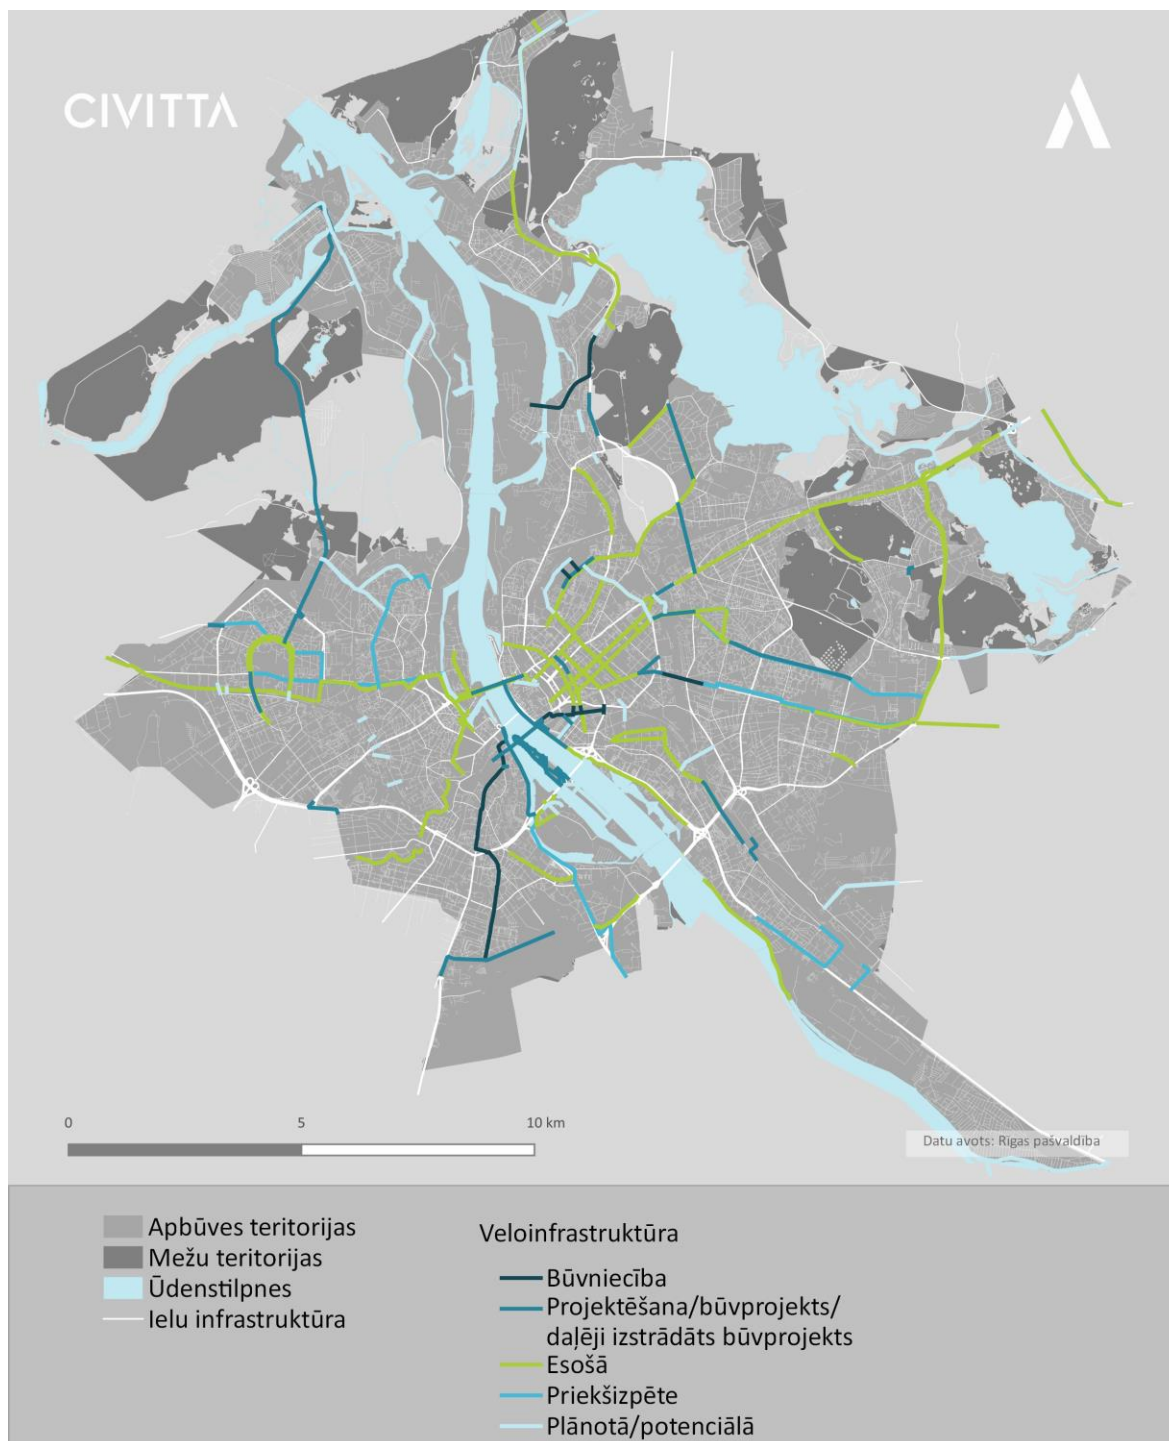 CIVITTA
0
5
10 km
Datu avots: Rīgas pašvaldība
Apbūves teritorijas
Mežu teritorijas
Ūdenstilpnes
Ielu infrastruktūra
Veloinfrastruktūra
Būvniecība
Projektēšana/būvprojekts/
daļēji izstrādāts būvprojekts
Esošā
Priekšizpēte
Plānotā/potenciālā